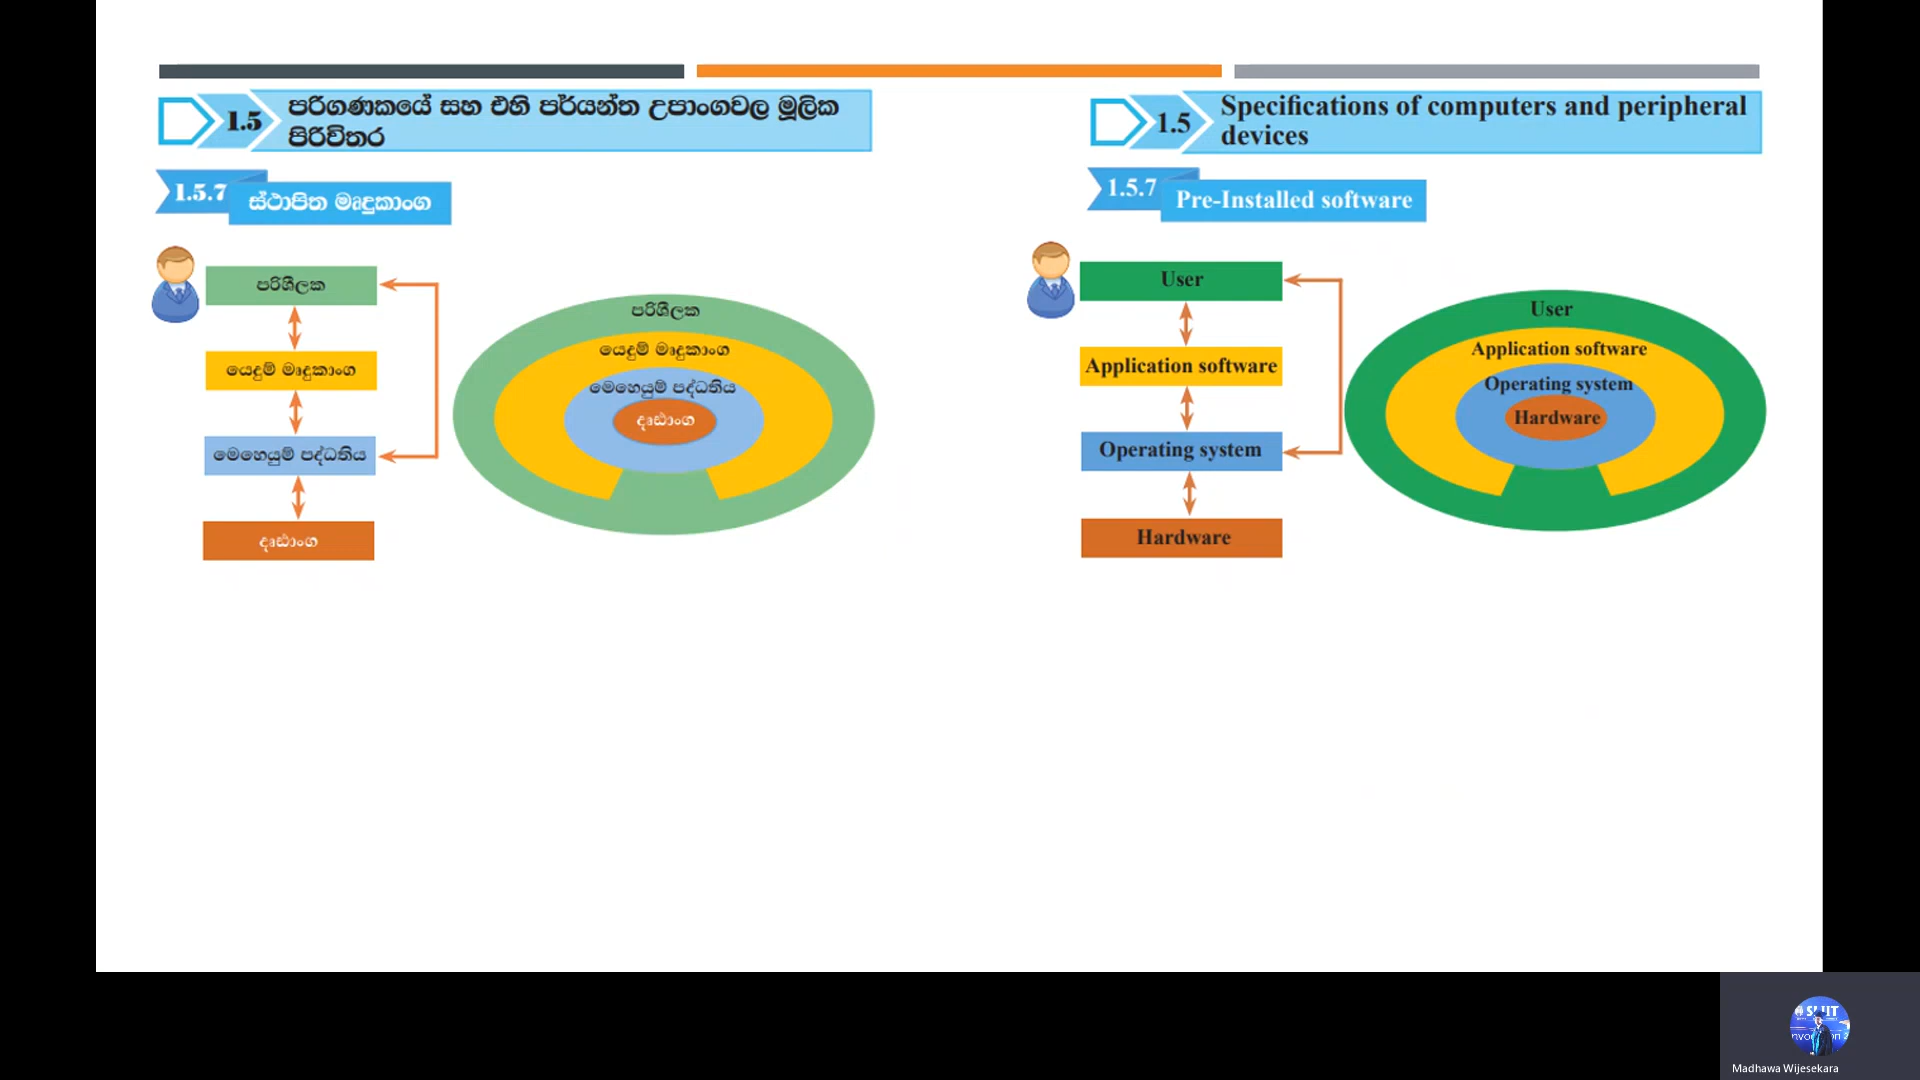 1.5
පරිගණකයේ සහ එහි පර්යන්ත උපාංගවල මූලික
පිරිවිතර
1.5.7
ස්ථාපිත මෘදුකාංග
පරිශීලක
යෙදුම් මෘදුකාංග
මෙහෙයුම් පද්ධතිය
දෘඪාංග
පරිශීලක
යෙදුම් මෘදුකාංග
මෙහෙයුම් පද්ධතිය
දෘඪාංග
1.5
Specifications of computers and peripheral
devices
1.5.7
Pre-Installed software
User
Application software
Operating system
Hardware
User
Application software
Operating system
Hardware
Madhawa Wijesekara